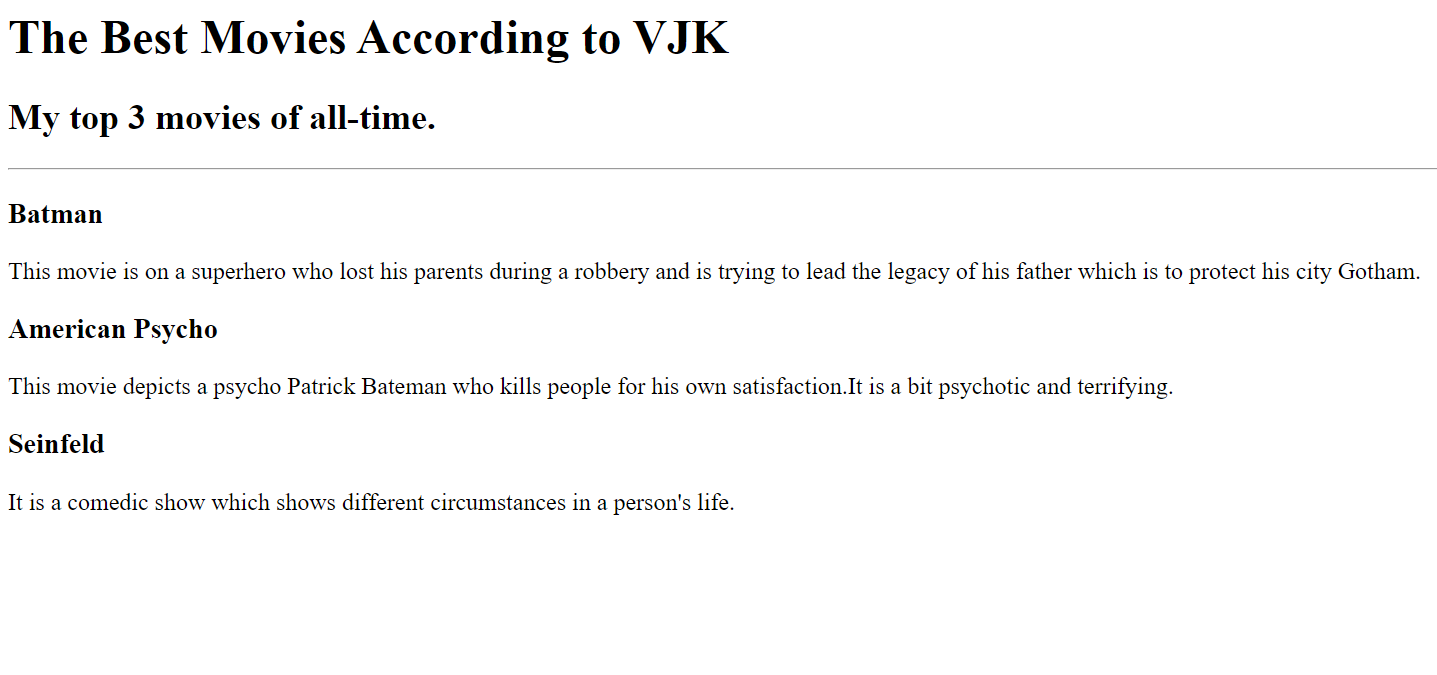 The Best Movies According to VJK
My top 3 movies of all-time.
Batman
This movie is on a superhero who lost his parents during a robbery and is trying to lead the legacy of his father which is to protect his city Gotham.
American Psycho
This movie depicts a psycho Patrick Bateman who kills people for his own satisfaction.It is a bit psychotic and terrifying.
Seinfeld
It is a comedic show which shows different circumstances in a person's life.